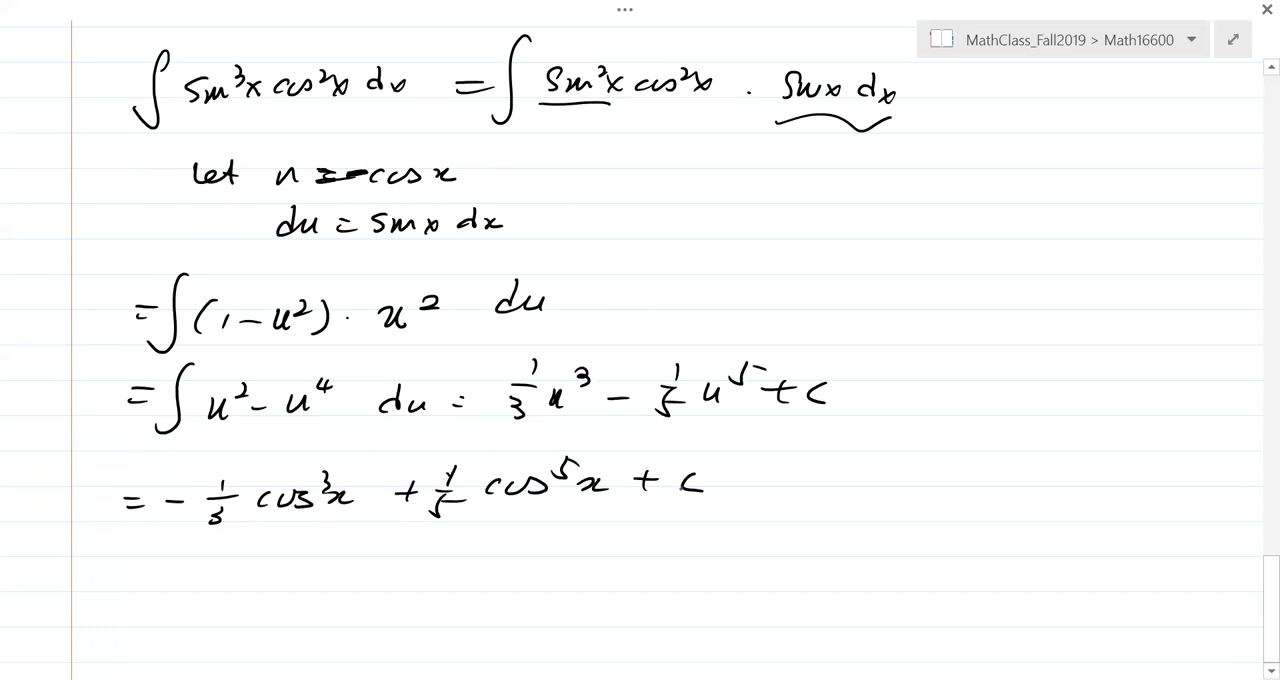 MathClass_Fall2019 > Math16600
∫ sin³x cos²x dx = ∫ sin²x cos²x · sinx dx
Let u = -cosx
du = sinx dx
= ∫ (1 - u²) · u² du
= ∫ u² - u⁴ du = 1/3 u³ - 1/5 u⁵ + c
= - 1/3 cos³x + 1/5 cos⁵x + c